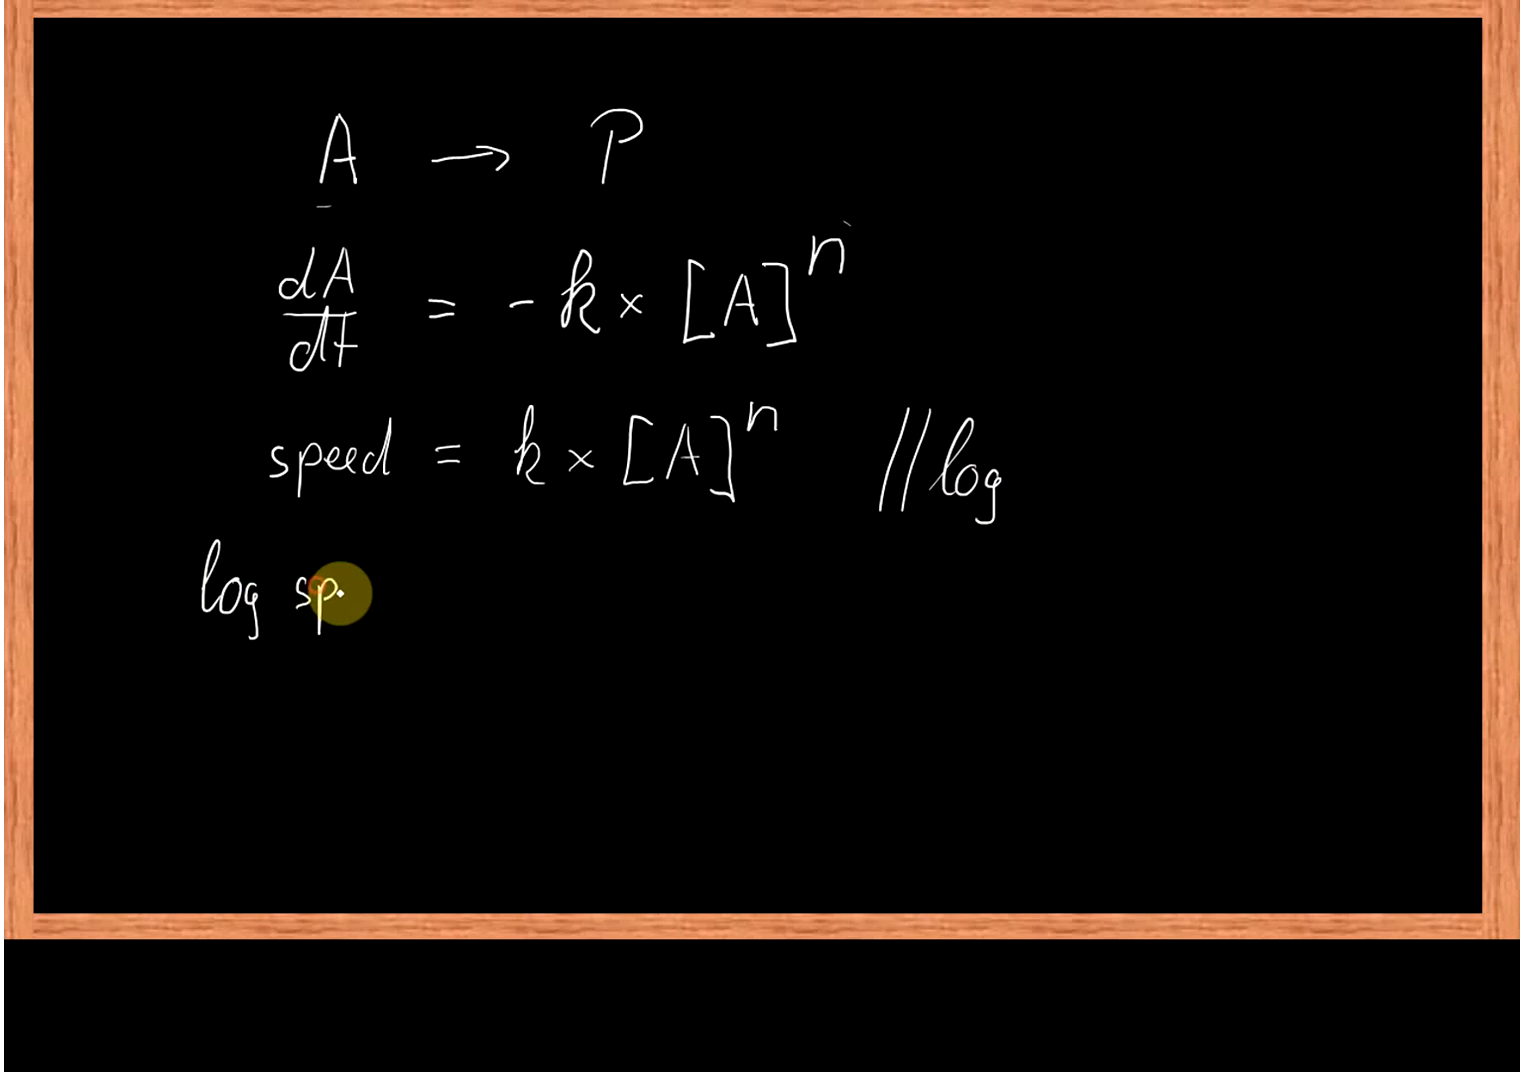 A → P
dA/dt = - k × [A]^n
speed = k × [A]^n // log
log sp